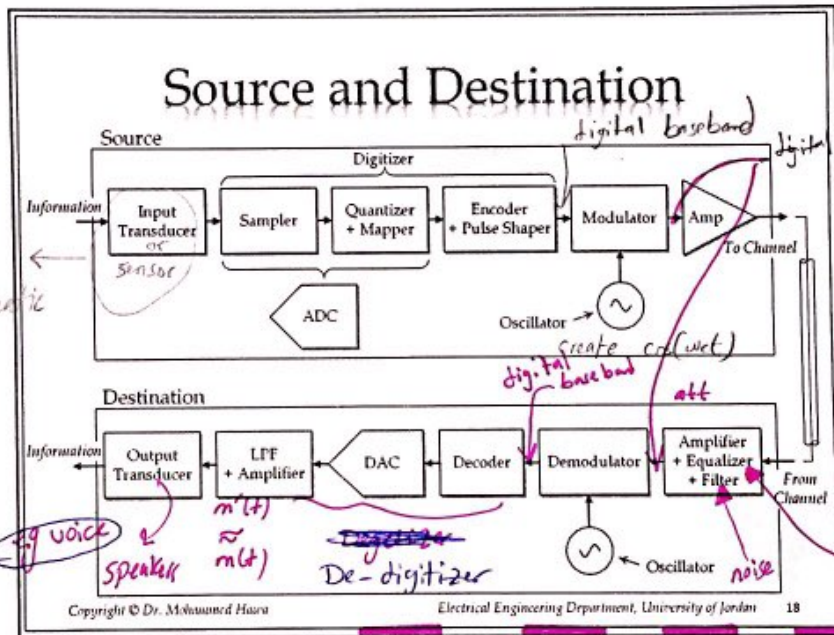 Source and Destination
Source
digital baseband
digital
Digitizer
Information
Input
Transducer
or
sensor
Sampler
Quantizer
+ Mapper
Encoder
+ Pulse Shaper
Modulator
Amp
To Channel
ADC
Oscillator
create cos(wct)
digital
baseband
att
Destination
Information
Output
Transducer
LPF
+ Amplifier
DAC
Decoder
Demodulator
Amplifier
+ Equalizer
+ Filter
From
Channel
voice
speakers
m'(t)
≈
m(t)
De-digitizer
Oscillator
noise
Copyright © Dr. Mohammed Hawa
Electrical Engineering Department, University of Jordan
18